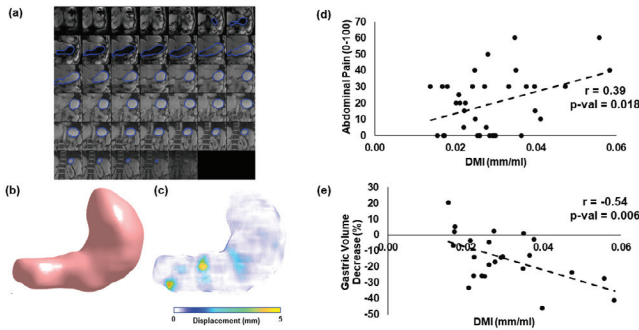 (a)
(b)
(c)
0
5
Displacement (mm)
(d)
Abdominal Pain (0-100)
70
60
50
40
30
20
10
0
r = 0.39
p-val = 0.018
0.00
0.02
0.04
0.06
DMI (mm/ml)
(e)
Gastric Volume
Decrease (%)
30
20
10
0
-10
-20
-30
-40
-50
r = -0.54
p-val = 0.006
0.00
0.02
0.04
0.06
DMI (mm/ml)